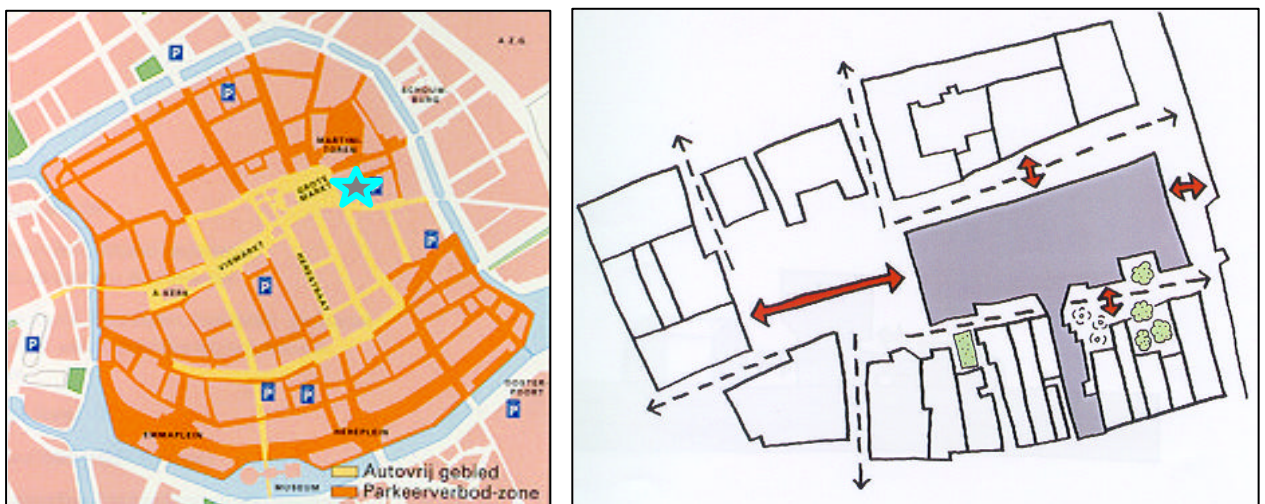 P
A.Z.G
P
SCHOUW-
BURG
MARTINI-
TOREN
GROTE
MARKT
P
VISMARKT
P
A-KERK
HERESTRAAT
P
P
P
P
OOSTER-
POORT
P
EMMAPLEIN
HEREPLEIN
MUSEUM
Autovrij gebied
Parkeerverbod-zone